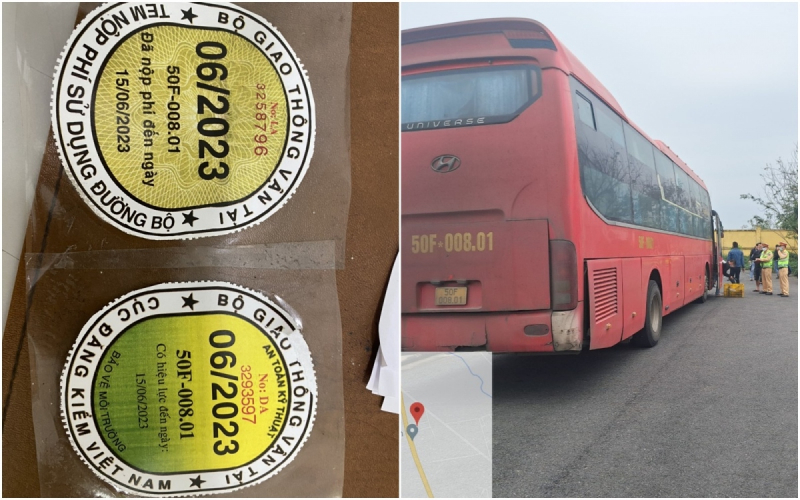 BỘ GIAO THÔNG VẬN TẢI
TEM NỘP PHÍ SỬ DỤNG ĐƯỜNG BỘ
No: LA
3258796
06/2023
50F-008.01
Đã nộp phí đến ngày
15/06/2023
BỘ GIAO THÔNG VẬN TẢI
CỤC ĐĂNG KIỂM VIỆT NAM
AN TOÀN KỸ THUẬT
No: DA
3293597
06/2023
50F-008.01
Có hiệu lực đến ngày:
15/06/2023
BẢO VỆ MÔI TRƯỜNG
UNIVERSE
50F-008.01
50F
008.01